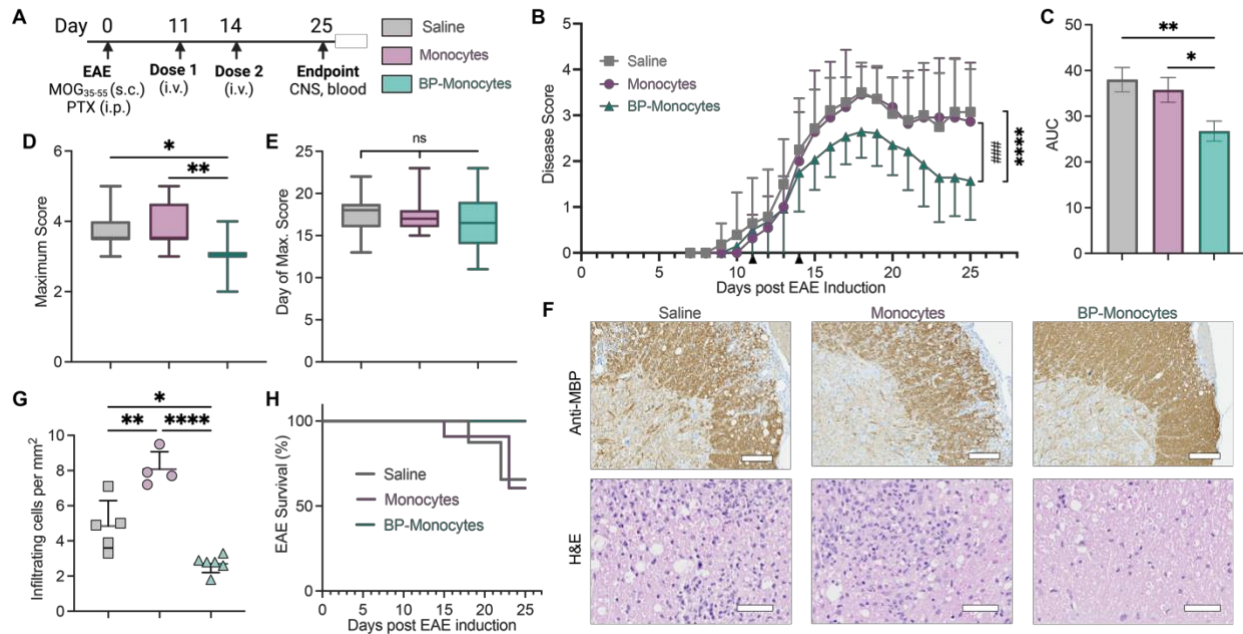 A
Day 0 11 14 25
EAE
MOG35-55 (s.c.)
PTX (i.p.)
Dose 1
(i.v.)
Dose 2
(i.v.)
Endpoint
CNS, blood
Saline
Monocytes
BP-Monocytes
B
Disease Score
5
4
3
2
1
0
Saline
Monocytes
BP-Monocytes
###
****
0 5 10 15 20 25
Days post EAE Induction
C
AUC
50
40
30
20
10
0
**
*
D
Maximum Score
6
4
2
0
*
**
E
Day of Max. Score
25
20
15
10
5
0
ns
F
Saline Monocytes BP-Monocytes
Anti-MBP
H&E
G
Infiltrating cells per mm2
10
8
6
4
2
0
*
** ****
H
EAE Survival (%)
100
50
0
Saline
Monocytes
BP-Monocytes
0 5 10 15 20 25
Days post EAE induction